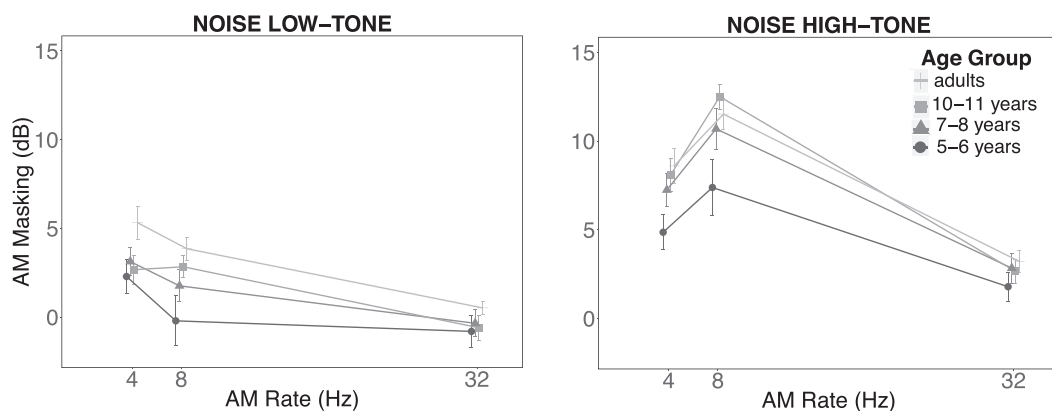 NOISE LOW–TONE
15
10
5
0
AM Masking (dB)
4 8 32
AM Rate (Hz)
NOISE HIGH–TONE
15
10
5
0
Age Group
adults
10–11 years
7–8 years
5–6 years
4 8 32
AM Rate (Hz)